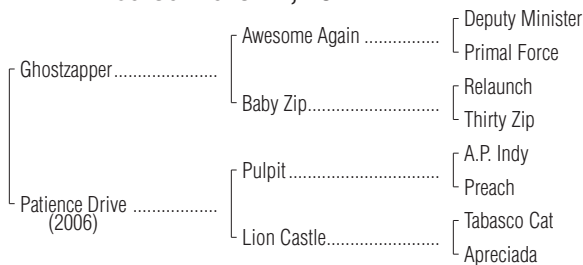 Deputy Minister
Awesome Again ..................
Primal Force
Ghostzapper.........................
Relaunch
Baby Zip................................
Thirty Zip
A.P. Indy
Pulpit ....................................
Preach
Patience Drive ....................
(2006)
Tabasco Cat
Lion Castle...........................
Apreciada